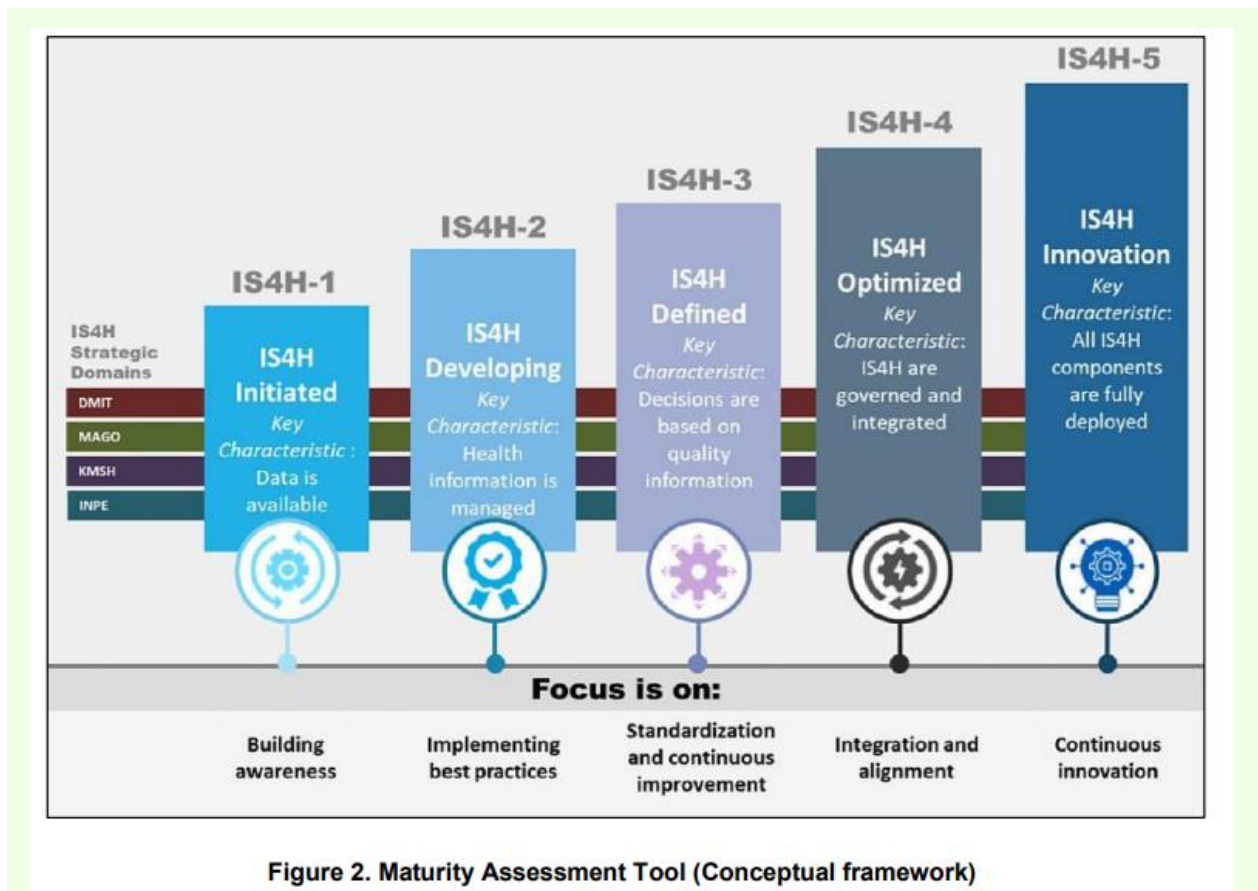 IS4H-5
IS4H-4
IS4H-3
IS4H-2
IS4H-1
IS4H
Strategic
Domains
DMIT
MAGO
KMSH
INPE
IS4H
Initiated
Key
Characteristic :
Data is
available
IS4H
Developing
Key
Characteristic:
Health
information is
managed
IS4H
Defined
Key
Characteristic:
Decisions are
based on
quality
information
IS4H
Optimized
Key
Characteristic:
IS4H are
governed and
integrated
IS4H
Innovation
Key
Characteristic:
All IS4H
components
are fully
deployed
Focus is on:
Building
awareness
Implementing
best practices
Standardization
and continuous
improvement
Integration and
alignment
Continuous
innovation
Figure 2. Maturity Assessment Tool (Conceptual framework)